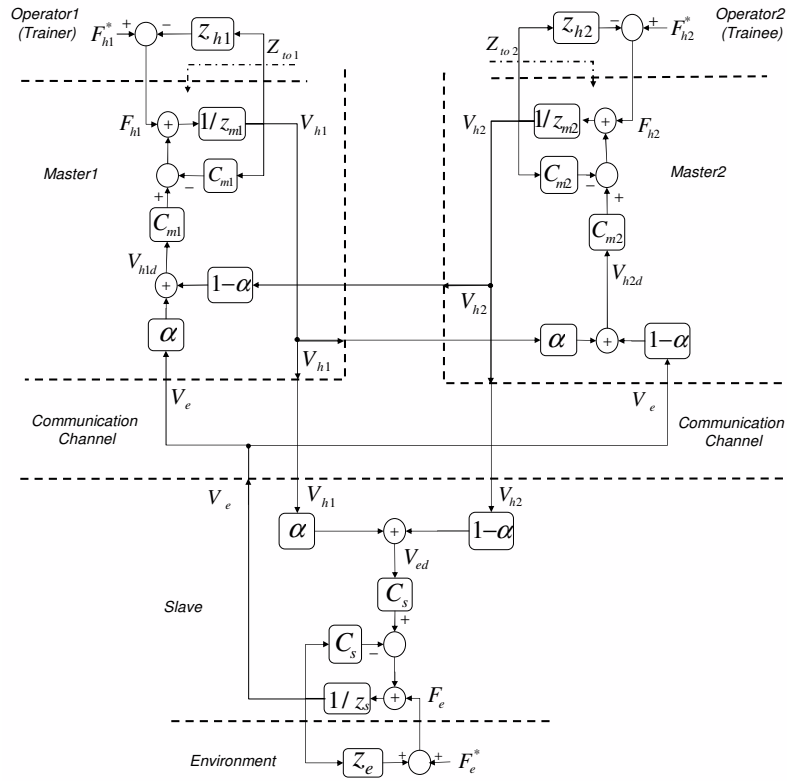 Operator1
(Trainer)
Operator2
(Trainee)
F*h1
+
−
zh1
Zto1
Zto2
zh2
−
+
F*h2
Fh1
+
1/zm1
Vh1
Vh2
1/zm2
+
Fh2
Master1
−
Cm1
Cm2
−
Master2
+
+
Cm1
Cm2
Vh1d
Vh2d
+
1−α
Vh2
α
α
+
1−α
Vh1
Ve
Ve
Communication
Channel
Communication
Channel
Ve
Vh1
Vh2
α
+
1−α
Ved
Cs
Slave
+
Cs
−
1/zs
+
Fe
Environment
ze
+
+
F*e